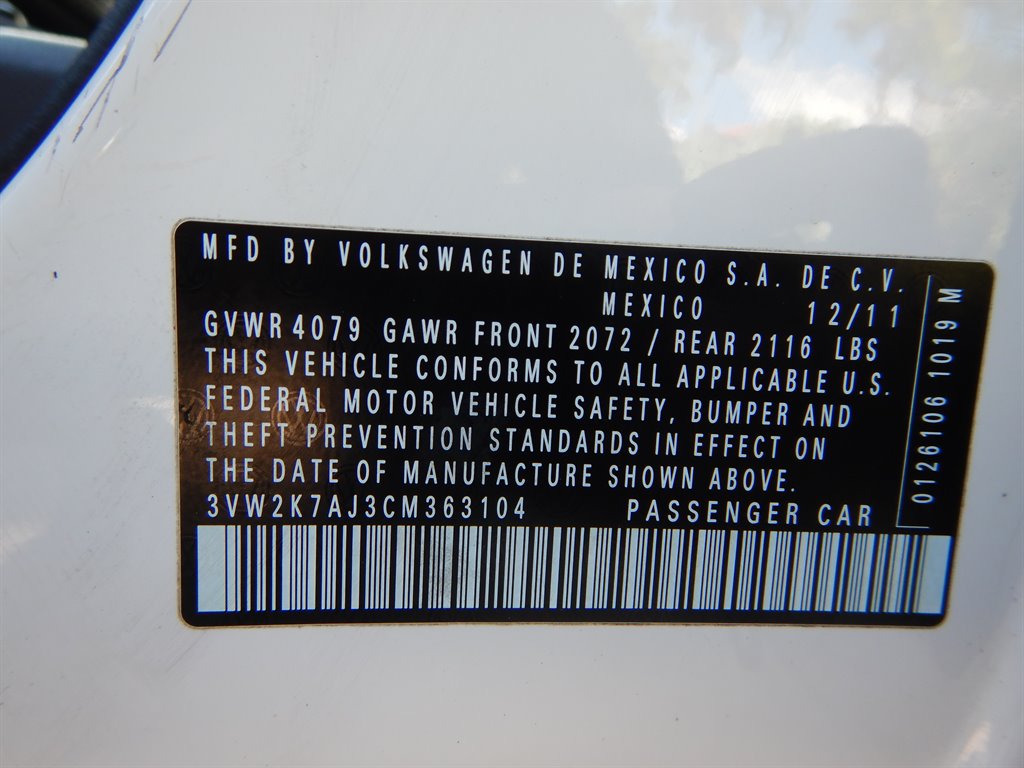 MFD BY VOLKSWAGEN DE MEXICO S.A. DE C.V.
MEXICO 12/11
GVWR 4079 GAWR FRONT 2072 / REAR 2116 LBS
THIS VEHICLE CONFORMS TO ALL APPLICABLE U.S.
FEDERAL MOTOR VEHICLE SAFETY, BUMPER AND
THEFT PREVENTION STANDARDS IN EFFECT ON
THE DATE OF MANUFACTURE SHOWN ABOVE.
3VW2K7AJ3CM363104 PASSENGER CAR
0126106 1019 M